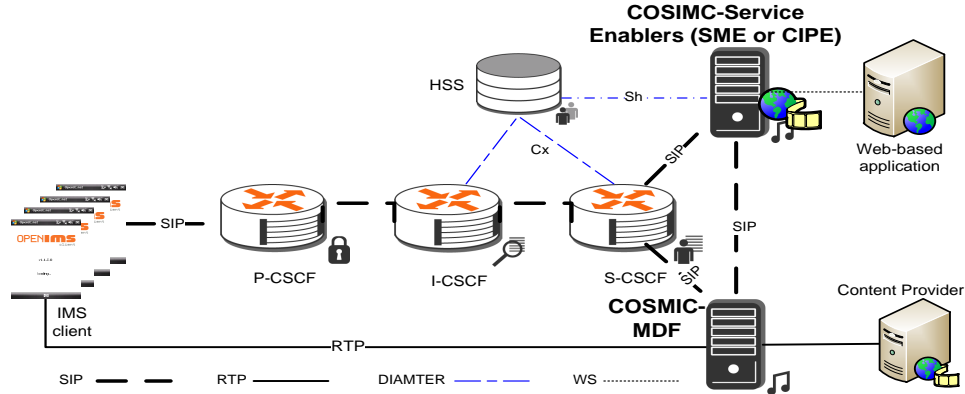 COSIMC-Service
Enablers (SME or CIPE)
HSS
Sh
Cx
SIP
Web-based
application
OPENIMS
SIP
SIP
P-CSCF
I-CSCF
S-CSCF
SIP
IMS
client
COSMIC-
MDF
Content Provider
RTP
SIP
RTP
DIAMTER
WS